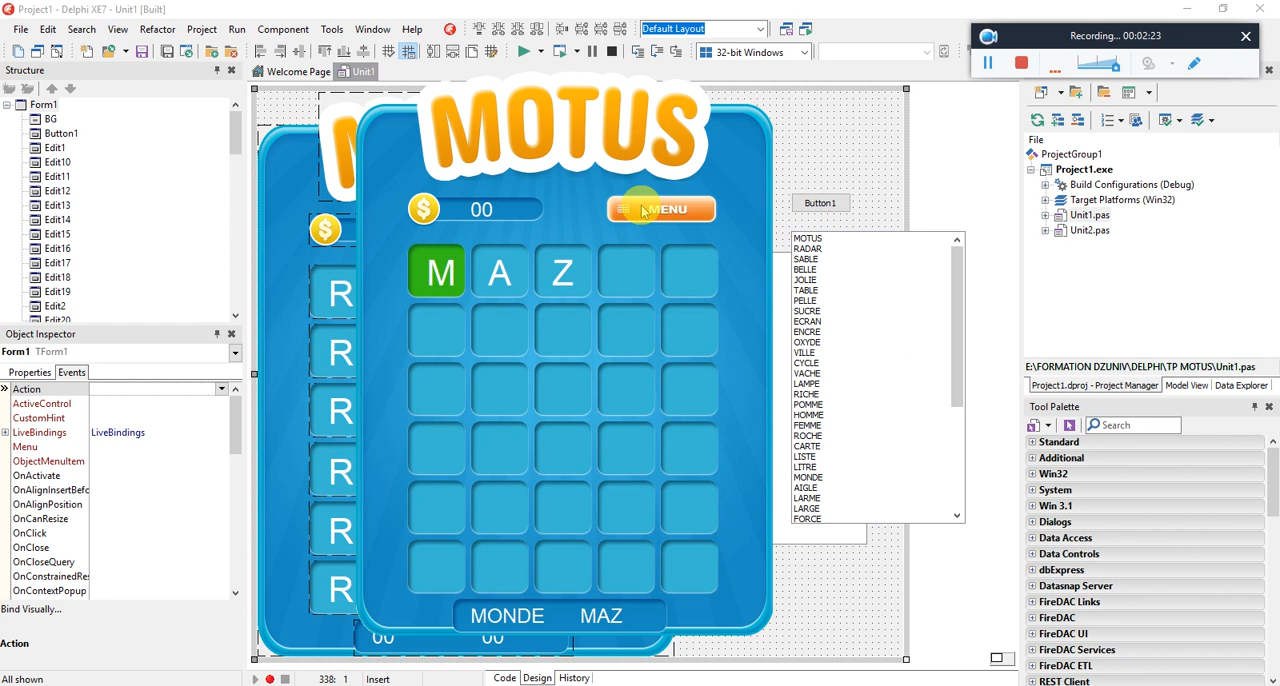 Project1 - Delphi XE7 - Unit1 [Built]
File Edit Search View Refactor Project Run Component Tools Window Help
Default Layout
32-bit Windows
Recording... 00:02:23
Structure
Welcome Page
Unit1
Form1
BG
Button1
Edit1
Edit10
Edit11
Edit12
Edit13
Edit14
Edit15
Edit16
Edit17
Edit18
Edit19
Edit2
Edit20
Object Inspector
Form1 TForm1
Properties Events
Action
ActiveControl
CustomHint
LiveBindings LiveBindings
Menu
ObjectMenuItem
OnActivate
OnAlignInsertBefo
OnAlignPosition
OnCanResize
OnClick
OnClose
OnCloseQuery
OnConstrainedRes
OnContextPopup
Bind Visually...
Action
All shown
M
R
R
R
R
R
R
00 00
MOTUS
$ 00
MENU
M A Z
MONDE MAZ
Button1
MOTUS
RADAR
SABLE
BELLE
JOLIE
TABLE
PELLE
SUCRE
ECRAN
ENCRE
OXYDE
VILLE
CYCLE
VACHE
LAMPE
RICHE
POMME
HOMME
FEMME
ROCHE
CARTE
LISTE
LITRE
MONDE
AIGLE
LARME
LARGE
FORCE
338: 1
Insert
Code Design History
File
ProjectGroup1
Project1.exe
Build Configurations (Debug)
Target Platforms (Win32)
Unit1.pas
Unit2.pas
E:\FORMATION DZUNIV\DELPHI\TP MOTUS\Unit1.pas
Project1.dproj - Project Manager Model View Data Explorer
Tool Palette
Search
Standard
Additional
Win32
System
Win 3.1
Dialogs
Data Access
Data Controls
dbExpress
Datasnap Server
FireDAC Links
FireDAC
FireDAC UI
FireDAC Services
FireDAC ETL
REST Client